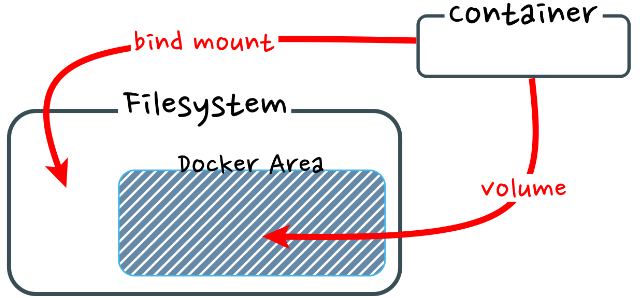 container
bind mount
Filesystem
Docker Area
volume